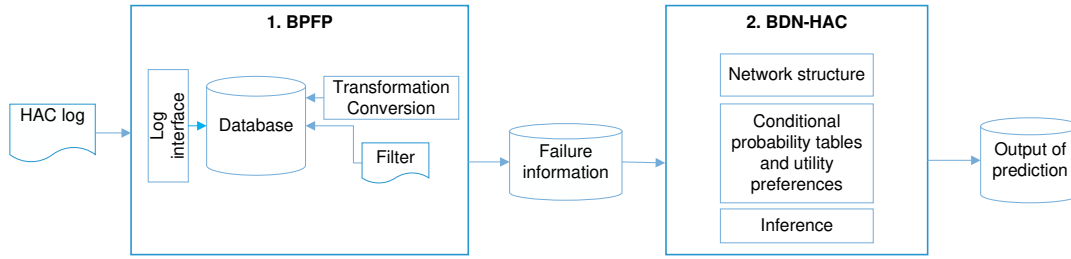 1. BPFP
2. BDN-HAC
HAC log
Log
interface
Database
Transformation
Conversion
Filter
Failure
information
Network structure
Conditional
probability tables
and utility
preferences
Inference
Output of
prediction